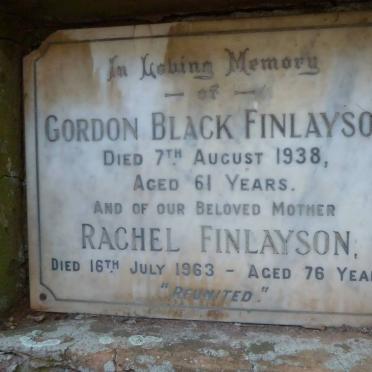 In Loving Memory
of
GORDON BLACK FINLAYSO
DIED 7TH AUGUST 1938,
AGED 61 YEARS.
AND OF OUR BELOVED MOTHER
RACHEL FINLAYSON,
DIED 16TH JULY 1963 - AGED 76 YEA
"REUNITED."